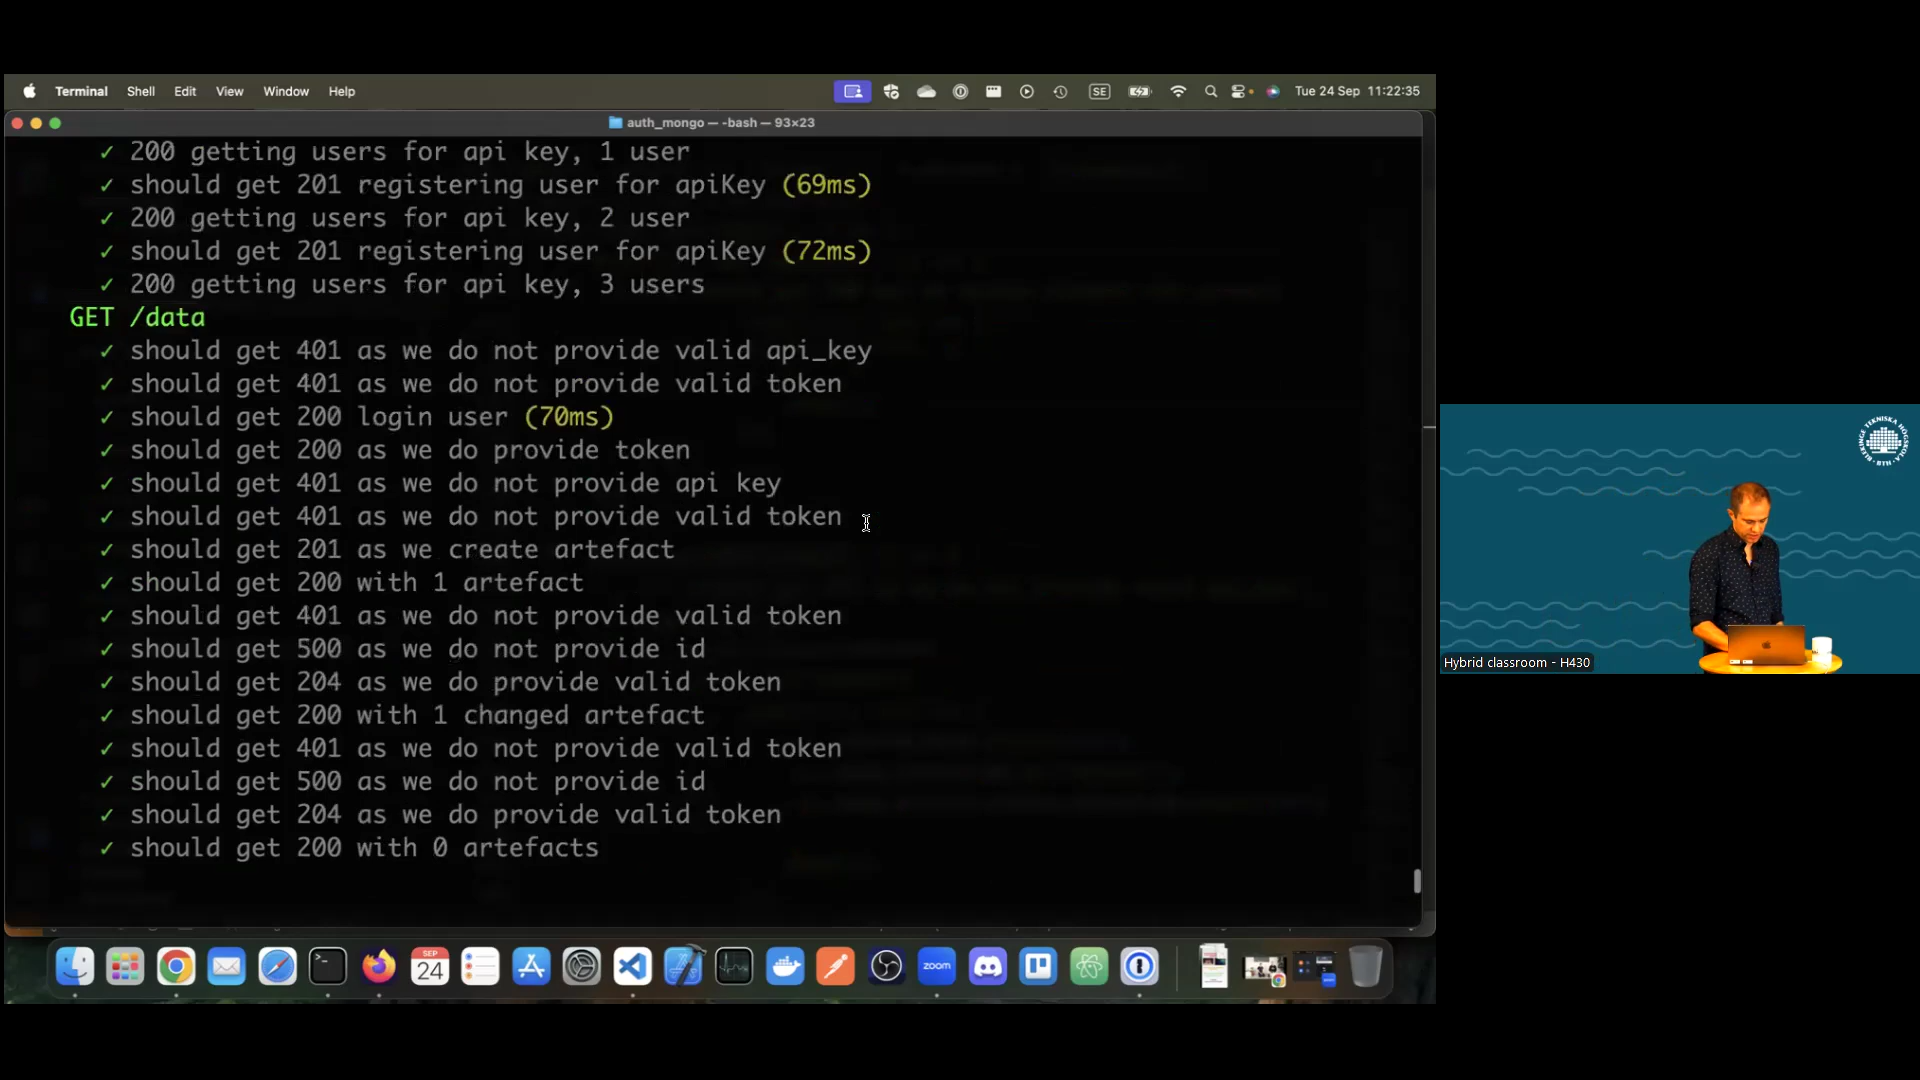 Terminal Shell Edit View Window Help SE Tue 24 Sep 11:22:35
auth_mongo — -bash — 93×23
✓ 200 getting users for api key, 1 user
✓ should get 201 registering user for apiKey (69ms)
✓ 200 getting users for api key, 2 user
✓ should get 201 registering user for apiKey (72ms)
✓ 200 getting users for api key, 3 users
GET /data
✓ should get 401 as we do not provide valid api_key
✓ should get 401 as we do not provide valid token
✓ should get 200 login user (70ms)
✓ should get 200 as we do provide token
✓ should get 401 as we do not provide api key
✓ should get 401 as we do not provide valid token
✓ should get 201 as we create artefact
✓ should get 200 with 1 artefact
✓ should get 401 as we do not provide valid token
✓ should get 500 as we do not provide id
✓ should get 204 as we do provide valid token
✓ should get 200 with 1 changed artefact
✓ should get 401 as we do not provide valid token
✓ should get 500 as we do not provide id
✓ should get 204 as we do provide valid token
✓ should get 200 with 0 artefacts
SEP
24
zoom
BLEKINGE TEKNISKA HÖGSKOLA
BTH
Hybrid classroom - H430